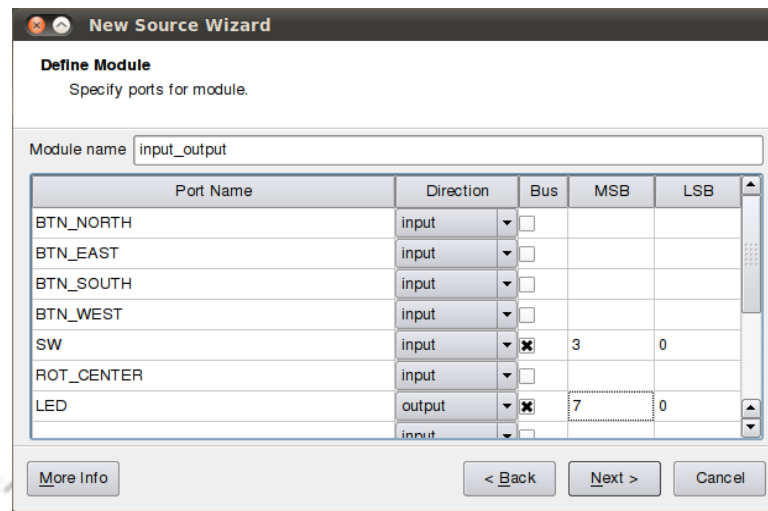 New Source Wizard
Define Module
Specify ports for module.
Module name input_output
Port Name Direction Bus MSB LSB
BTN_NORTH input
BTN_EAST input
BTN_SOUTH input
BTN_WEST input
SW input 3 0
ROT_CENTER input
LED output 7 0
input
More Info < Back Next > Cancel